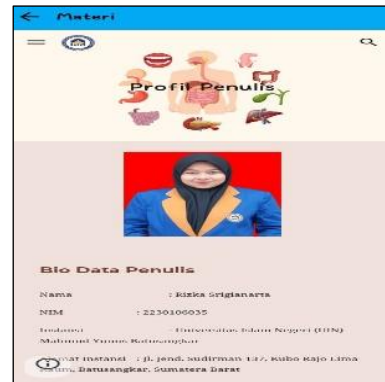 Materi
Profil Penulis
Bio Data Penulis
Nama : Rizka Srigianarta
NIM : 2230106035
Instansi : Universitas Islam Negeri (UIN)
Mahmud Yunus Batusangkar
Alamat Instansi : Jl. Jend. Sudirman 137, Kubo Rajo Lima
Kaum, Batusangkar, Sumatera Barat